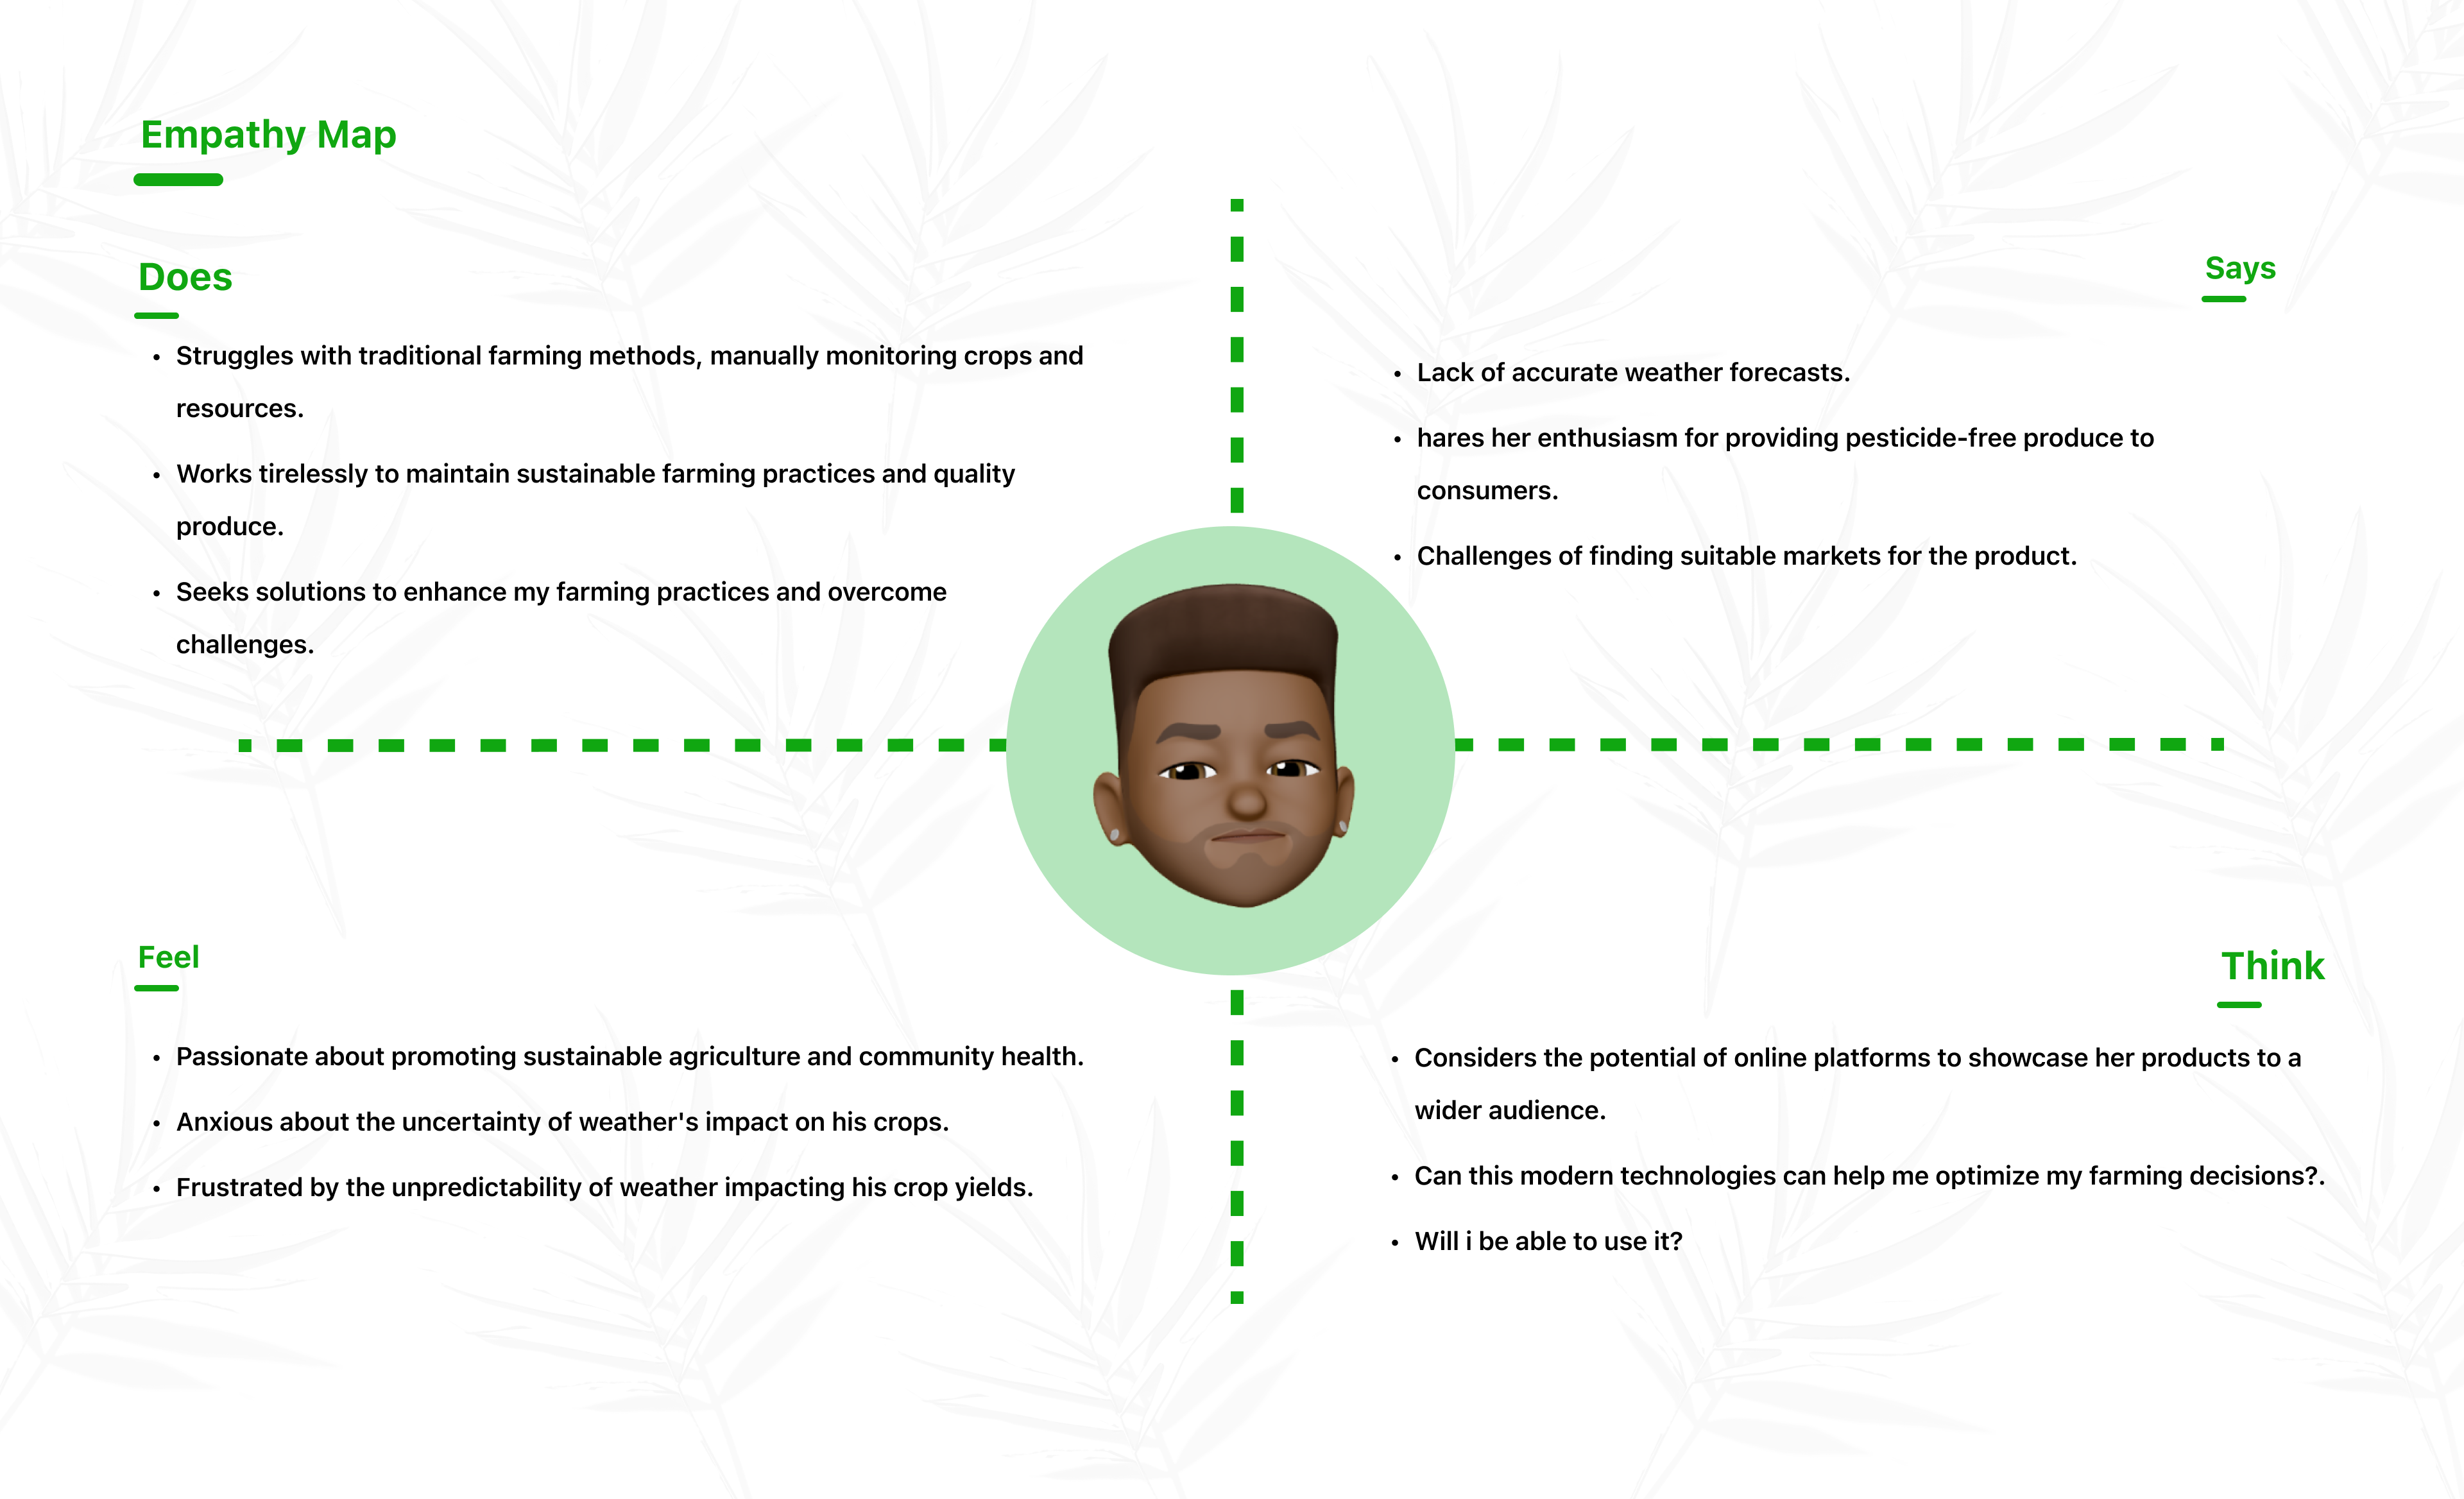 Empathy Map
Does
• Struggles with traditional farming methods, manually monitoring crops and
resources.
• Works tirelessly to maintain sustainable farming practices and quality
produce.
• Seeks solutions to enhance my farming practices and overcome
challenges.
Says
• Lack of accurate weather forecasts.
• hares her enthusiasm for providing pesticide-free produce to
consumers.
• Challenges of finding suitable markets for the product.
Feel
• Passionate about promoting sustainable agriculture and community health.
• Anxious about the uncertainty of weather's impact on his crops.
• Frustrated by the unpredictability of weather impacting his crop yields.
Think
• Considers the potential of online platforms to showcase her products to a
wider audience.
• Can this modern technologies can help me optimize my farming decisions?.
• Will i be able to use it?